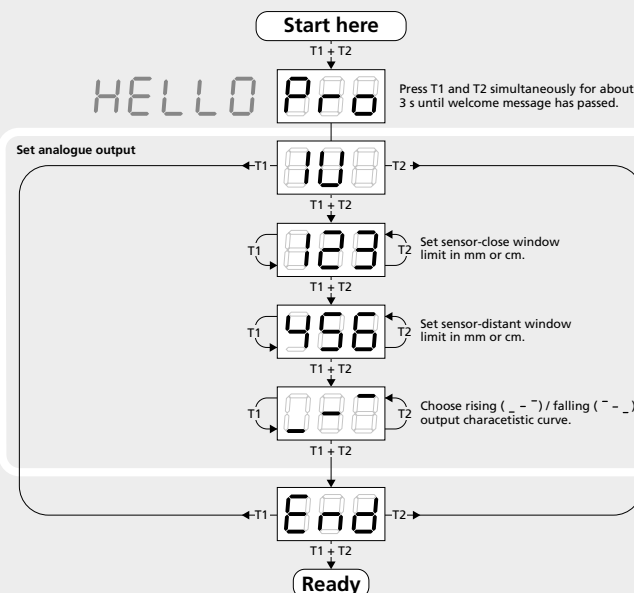 Start here
T1 + T2
HELLO Pro
Press T1 and T2 simultaneously for about
3 s until welcome message has passed.
Set analogue output
T1 IU T2
T1 + T2
T1 123 T2
Set sensor-close window
limit in mm or cm.
T1 + T2
T1 456 T2
Set sensor-distant window
limit in mm or cm.
T1 + T2
T1 _ - ¯ T2
Choose rising ( _ - ¯ ) / falling ( ¯ - _ )
output characetistic curve.
T1 + T2
T1 End T2
T1 + T2
Ready